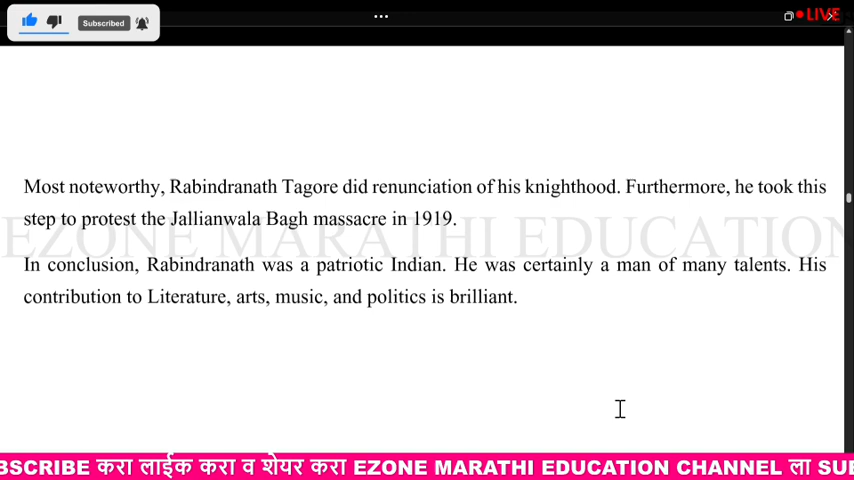 Subscribed
LIVE
Most noteworthy, Rabindranath Tagore did renunciation of his knighthood. Furthermore, he took this
step to protest the Jallianwala Bagh massacre in 1919.
EZONE MARATHI EDUCATION
In conclusion, Rabindranath was a patriotic Indian. He was certainly a man of many talents. His
contribution to Literature, arts, music, and politics is brilliant.
BSCRIBE करा लाईक करा व शेयर करा EZONE MARATHI EDUCATION CHANNEL ला SUB